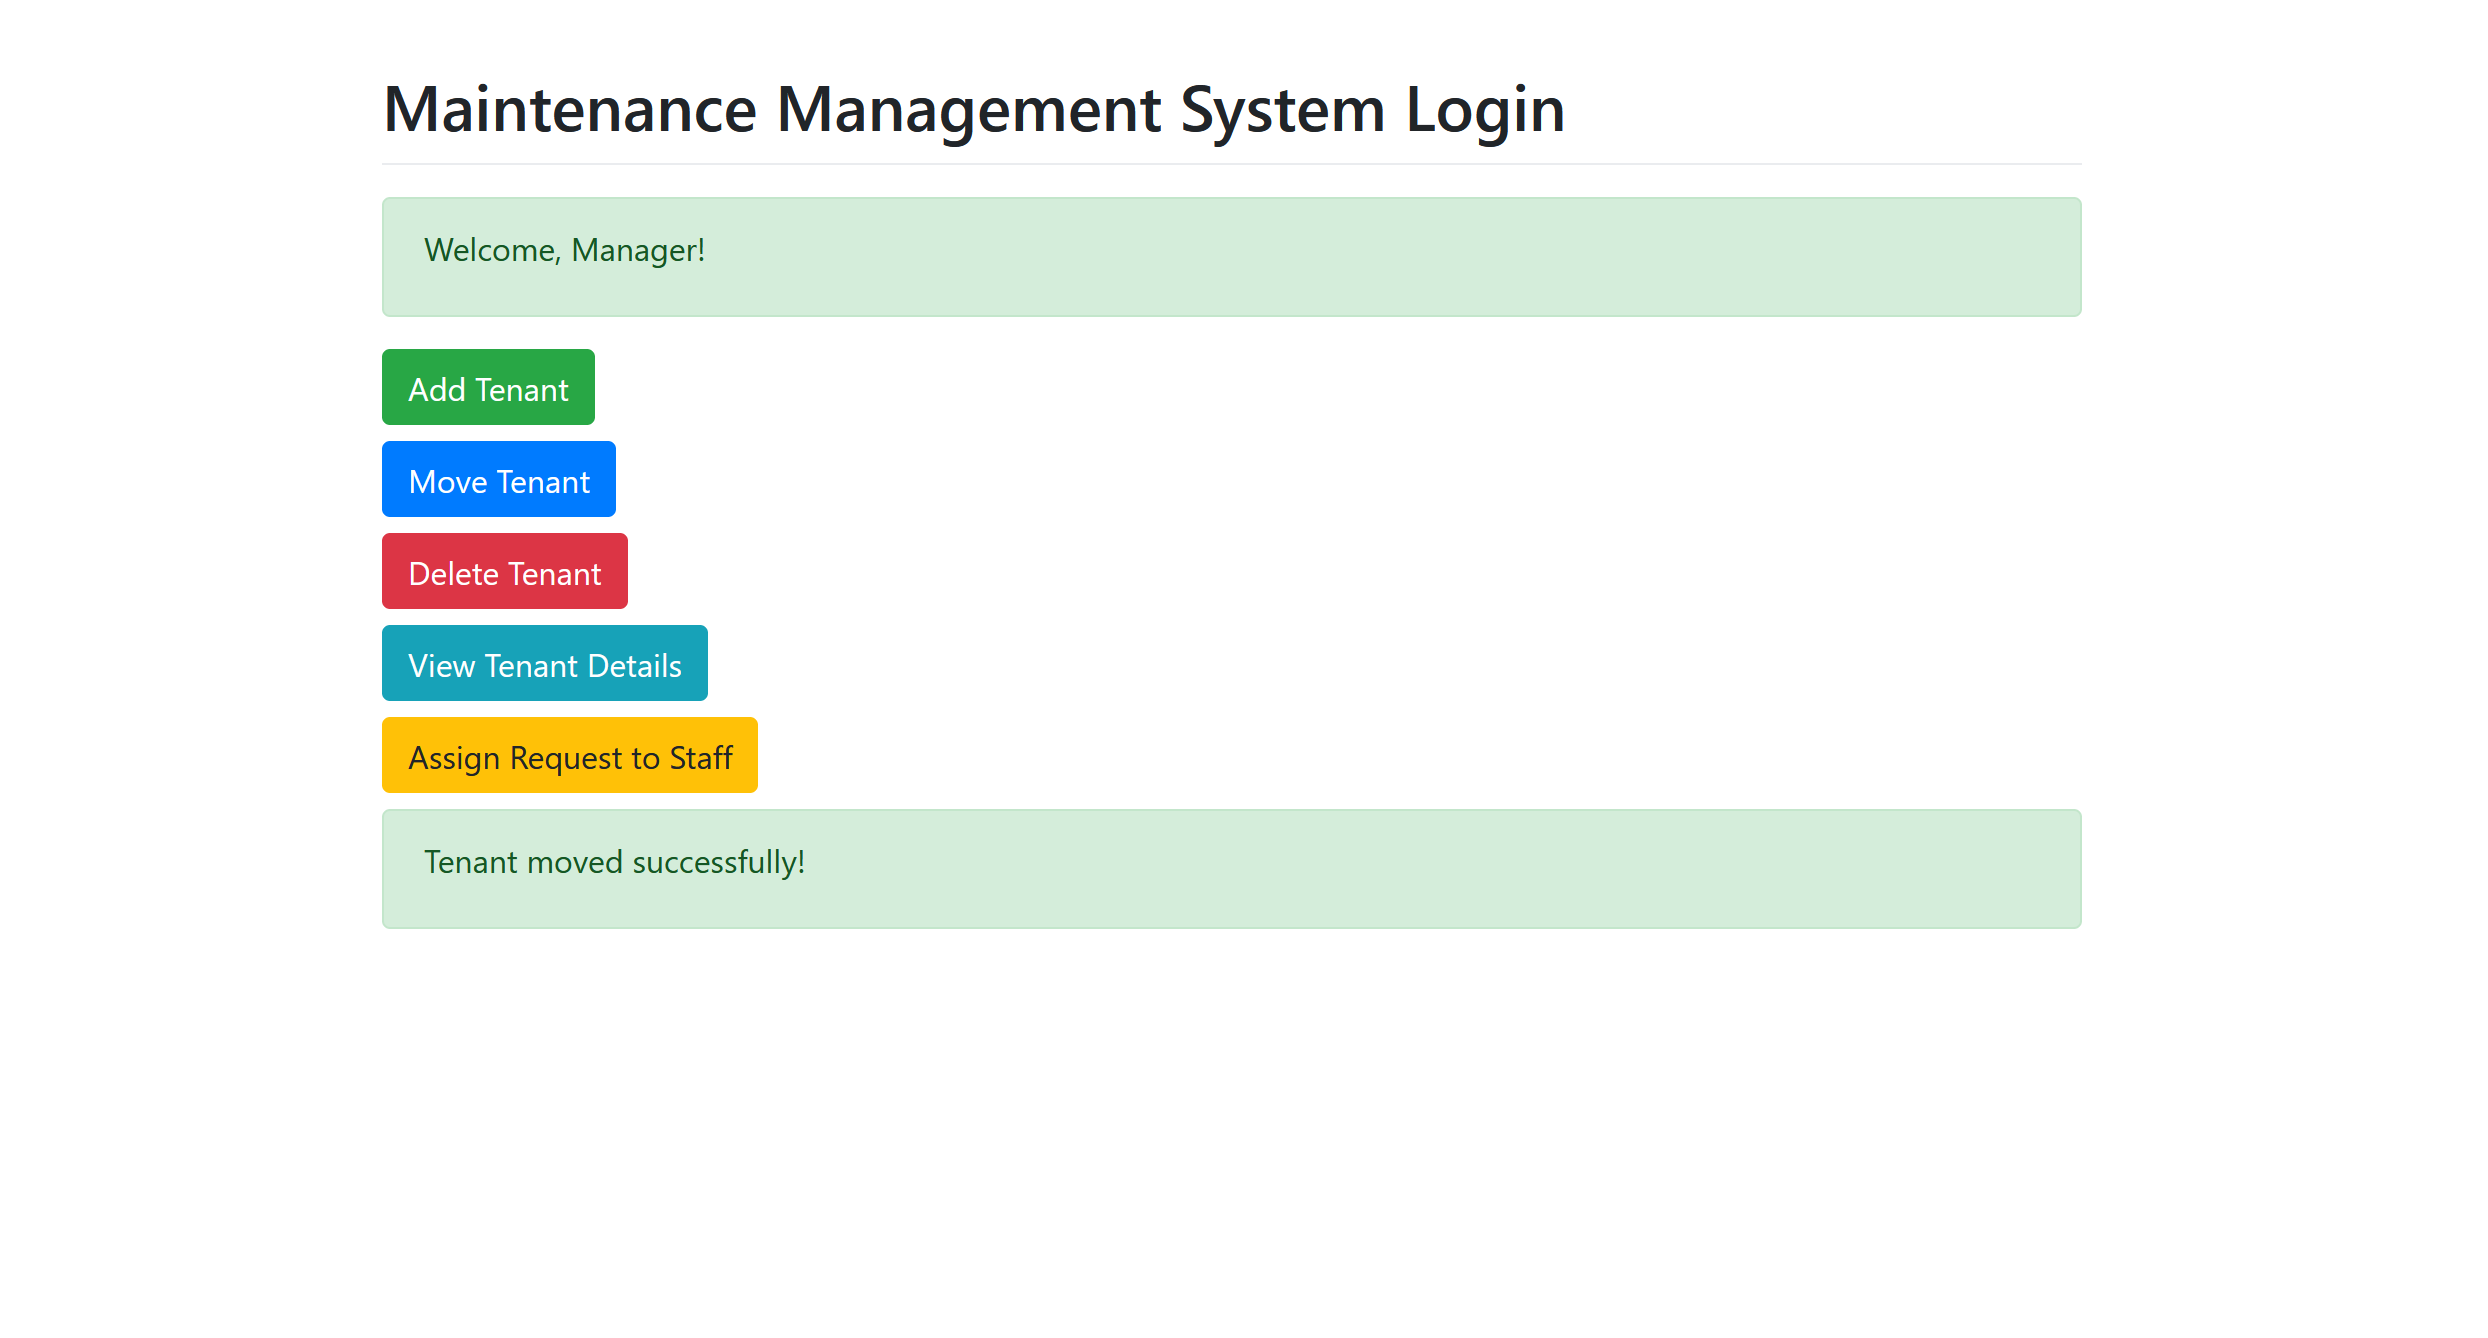 Maintenance Management System Login
Welcome, Manager!
Add Tenant
Move Tenant
Delete Tenant
View Tenant Details
Assign Request to Staff
Tenant moved successfully!